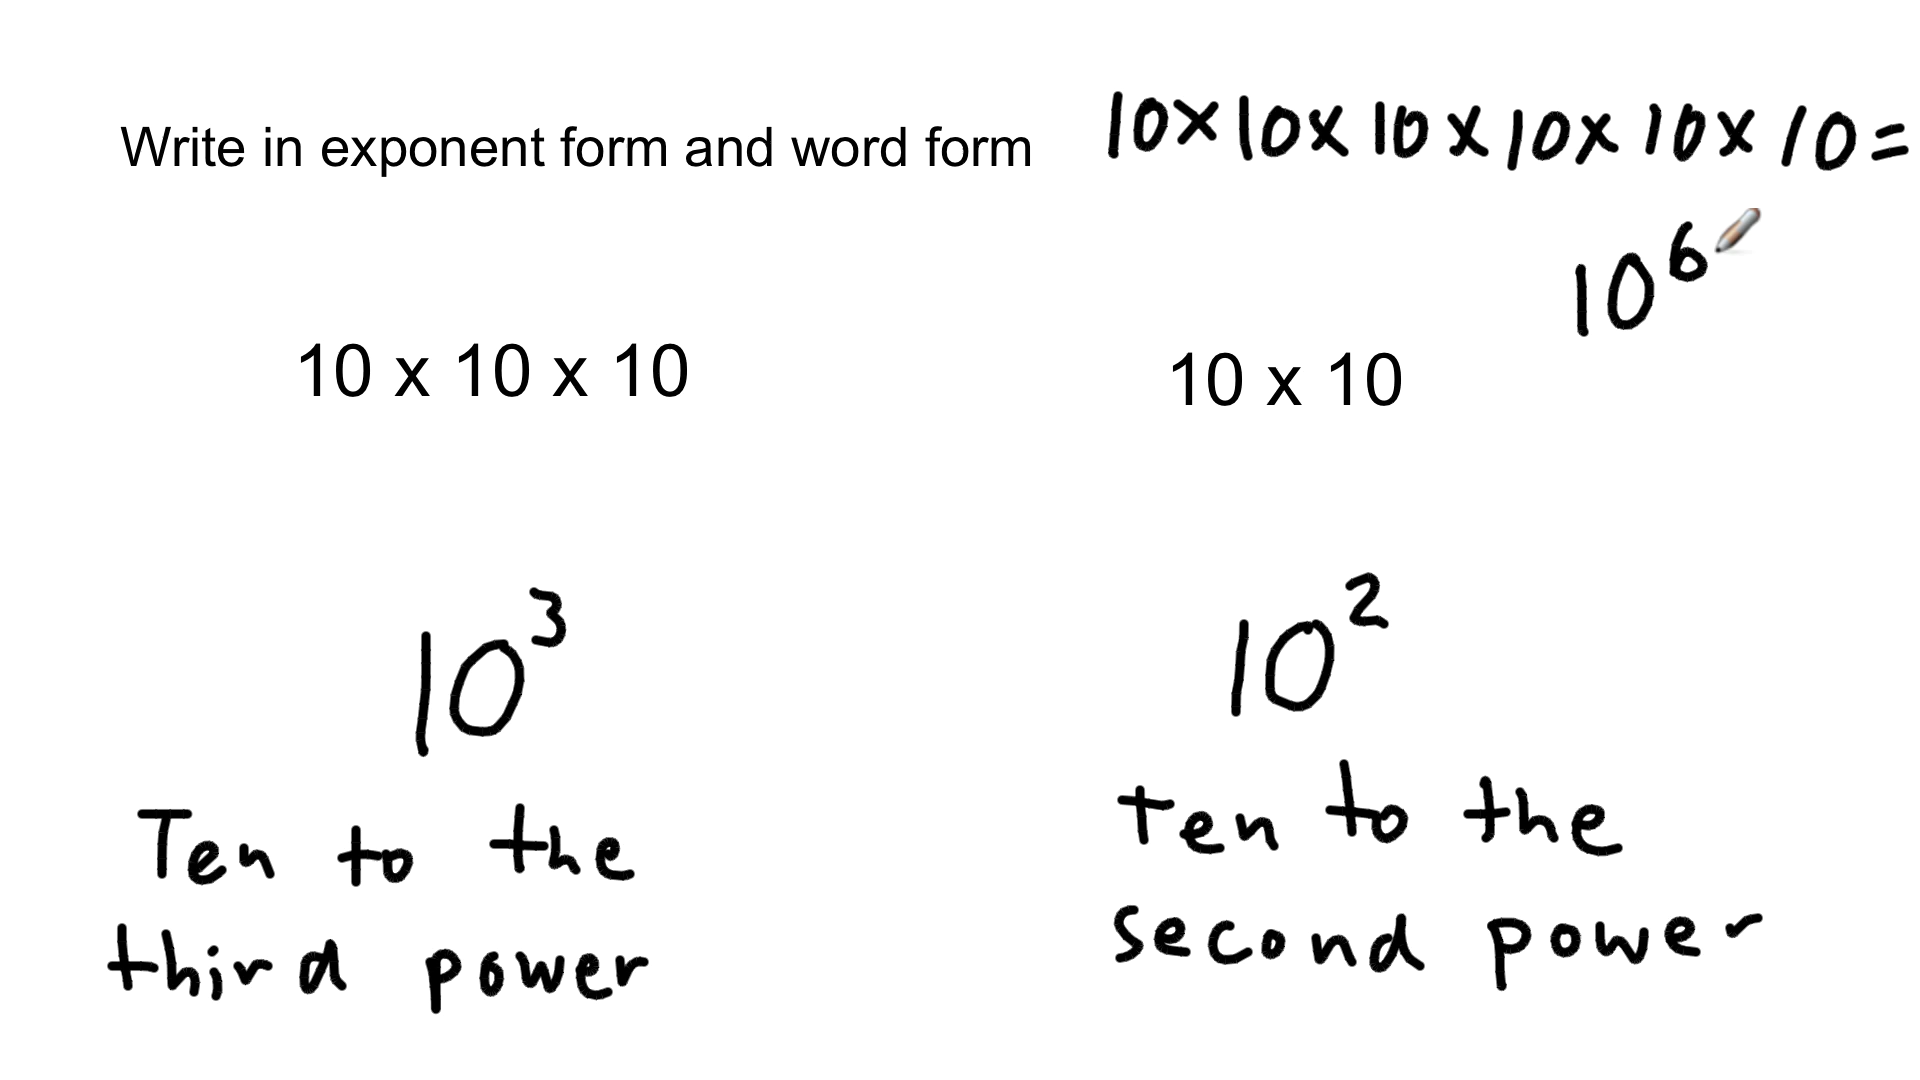 Write in exponent form and word form
10x10x10x10x10x10=
10⁶
10 x 10 x 10
10 x 10
10³
10²
Ten to the
third power
ten to the
second power